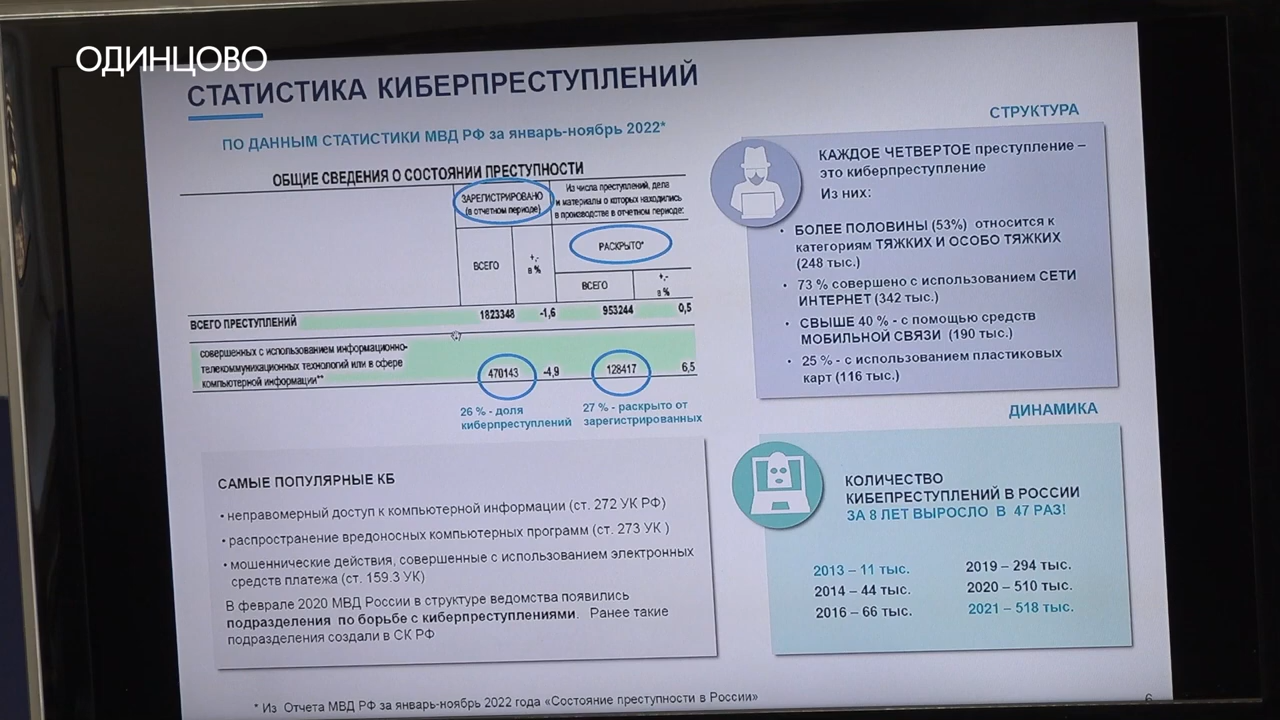 ОДИНЦОВО
СТАТИСТИКА КИБЕРПРЕСТУПЛЕНИЙ
ПО ДАННЫМ СТАТИСТИКИ МВД РФ за январь-ноябрь 2022*
ОБЩИЕ СВЕДЕНИЯ О СОСТОЯНИИ ПРЕСТУПНОСТИ
ЗАРЕГИСТРИРОВАНО
(в отчетном периоде)
Из числа преступлений, дела
и материалы о которых находились
в производстве в отчетном периоде:
РАСКРЫТО*
ВСЕГО
+,-
в %
ВСЕГО
+,-
в %
ВСЕГО ПРЕСТУПЛЕНИЙ 1823348 -1,6 953244 0,5
совершенных с использованием информационно-
телекоммуникационных технологий или в сфере
компьютерной информации** 470143 -4,9 128417 6,5
26 % - доля
киберпреступлений
27 % - раскрыто от
зарегистрированных
САМЫЕ ПОПУЛЯРНЫЕ КБ
• неправомерный доступ к компьютерной информации (ст. 272 УК РФ)
• распространение вредоносных компьютерных программ (ст. 273 УК )
• мошеннические действия, совершенные с использованием электронных
средств платежа (ст. 159.3 УК)
В феврале 2020 МВД России в структуре ведомства появились
подразделения по борьбе с киберпреступлениями. Ранее такие
подразделения создали в СК РФ
СТРУКТУРА
КАЖДОЕ ЧЕТВЕРТОЕ преступление –
это киберпреступление
Из них:
• БОЛЕЕ ПОЛОВИНЫ (53%) относится к
категориям ТЯЖКИХ И ОСОБО ТЯЖКИХ
(248 тыс.)
• 73 % совершено с использованием СЕТИ
ИНТЕРНЕТ (342 тыс.)
• СВЫШЕ 40 % - с помощью средств
МОБИЛЬНОЙ СВЯЗИ (190 тыс.)
• 25 % - с использованием пластиковых
карт (116 тыс.)
ДИНАМИКА
КОЛИЧЕСТВО
КИБЕПРЕСТУПЛЕНИЙ В РОССИИ
ЗА 8 ЛЕТ ВЫРОСЛО В 47 РАЗ!
2013 – 11 тыс.
2014 – 44 тыс.
2016 – 66 тыс.
2019 – 294 тыс.
2020 – 510 тыс.
2021 – 518 тыс.
* Из Отчета МВД РФ за январь-ноябрь 2022 года «Состояние преступности в России»
6